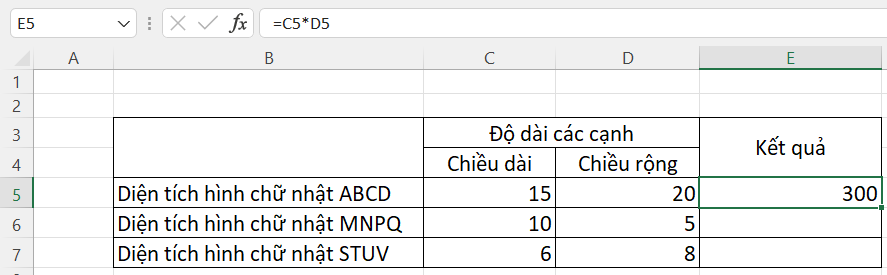 E5 fx =C5*D5
A B C D E
1
2
3 Độ dài các cạnh Kết quả
4 Chiều dài Chiều rộng
5 Diện tích hình chữ nhật ABCD 15 20 300
6 Diện tích hình chữ nhật MNPQ 10 5
7 Diện tích hình chữ nhật STUV 6 8